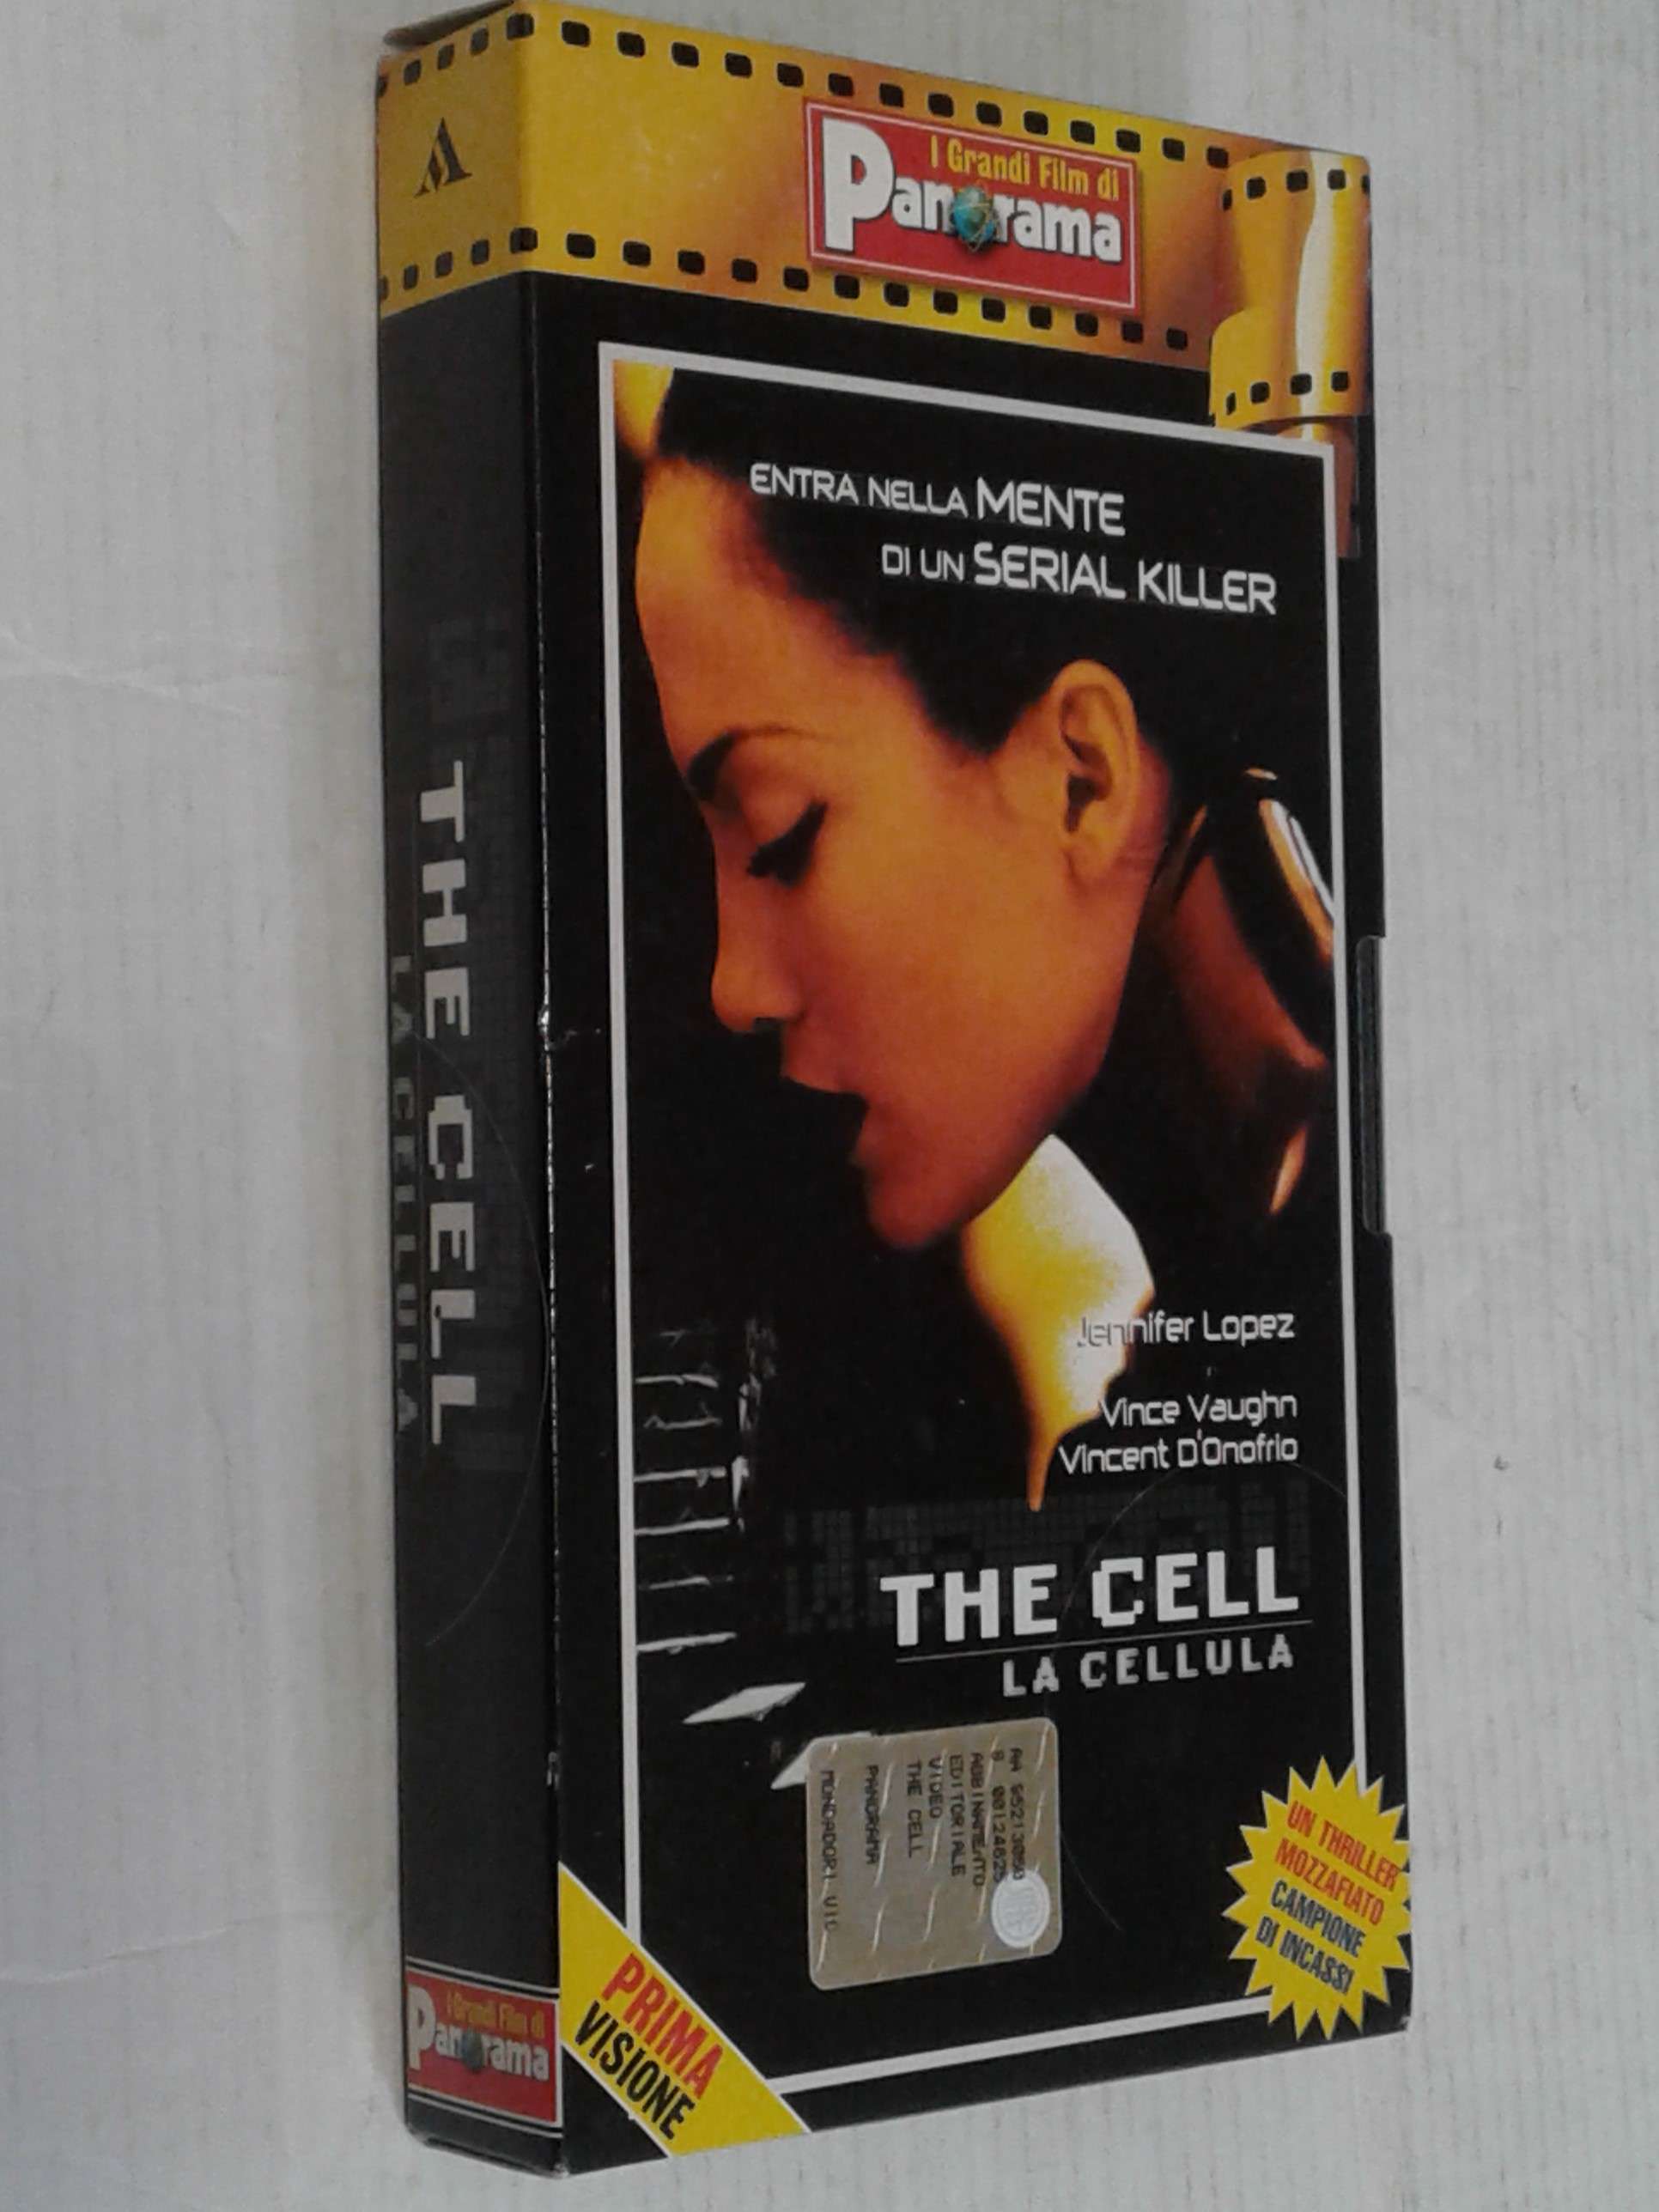 I Grandi Film di
Panorama
ENTRA NELLA MENTE
DI UN SERIAL KILLER
Jennifer Lopez
Vince Vaughn
Vincent D'Onofrio
THE CELL
LA CELLULA
ABBINAMENTO
EDITORIALE
VIDEO
THE CELL
PANORAMA
MONDADORI VID
UN THRILLER
MOZZAFIATO
CAMPIONE
DI INCASSI
PRIMA
VISIONE
THE CELL
LA CELLULA
I Grandi Film di
Panorama